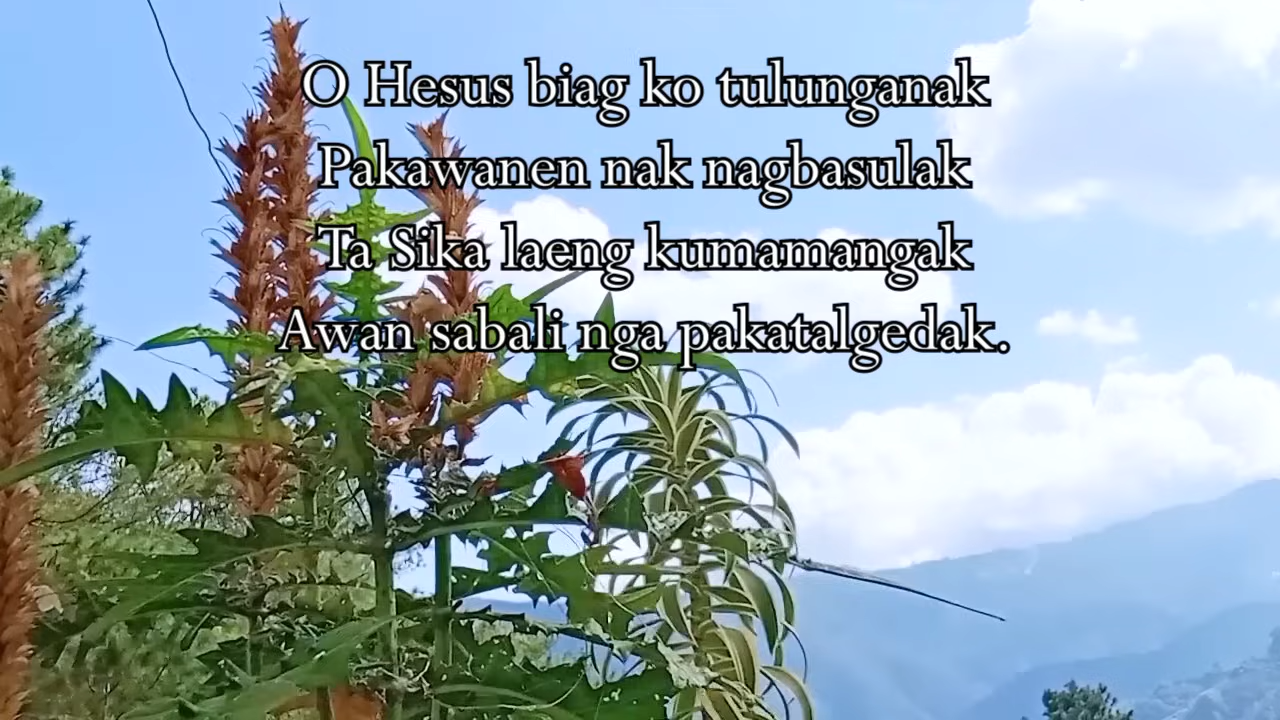 O Hesus biag ko tulunganak
Pakawanen nak nagbasulak
Ta Sika laeng kumamangak
Awan sabali nga pakatalgedak.